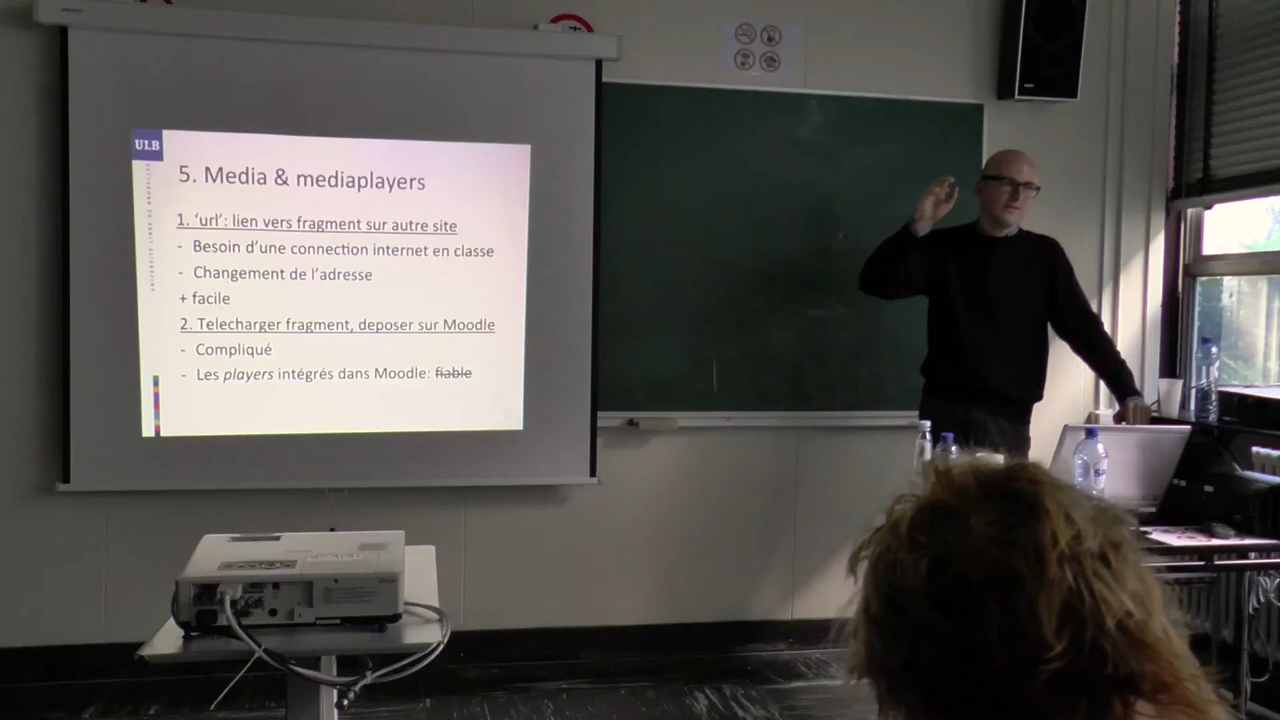 ULB
5. Media & mediaplayers
1. 'url': lien vers fragment sur autre site
- Besoin d'une connection internet en classe
- Changement de l'adresse
+ facile
2. Telecharger fragment, deposer sur Moodle
- Compliqué
- Les players intégrés dans Moodle: fiable